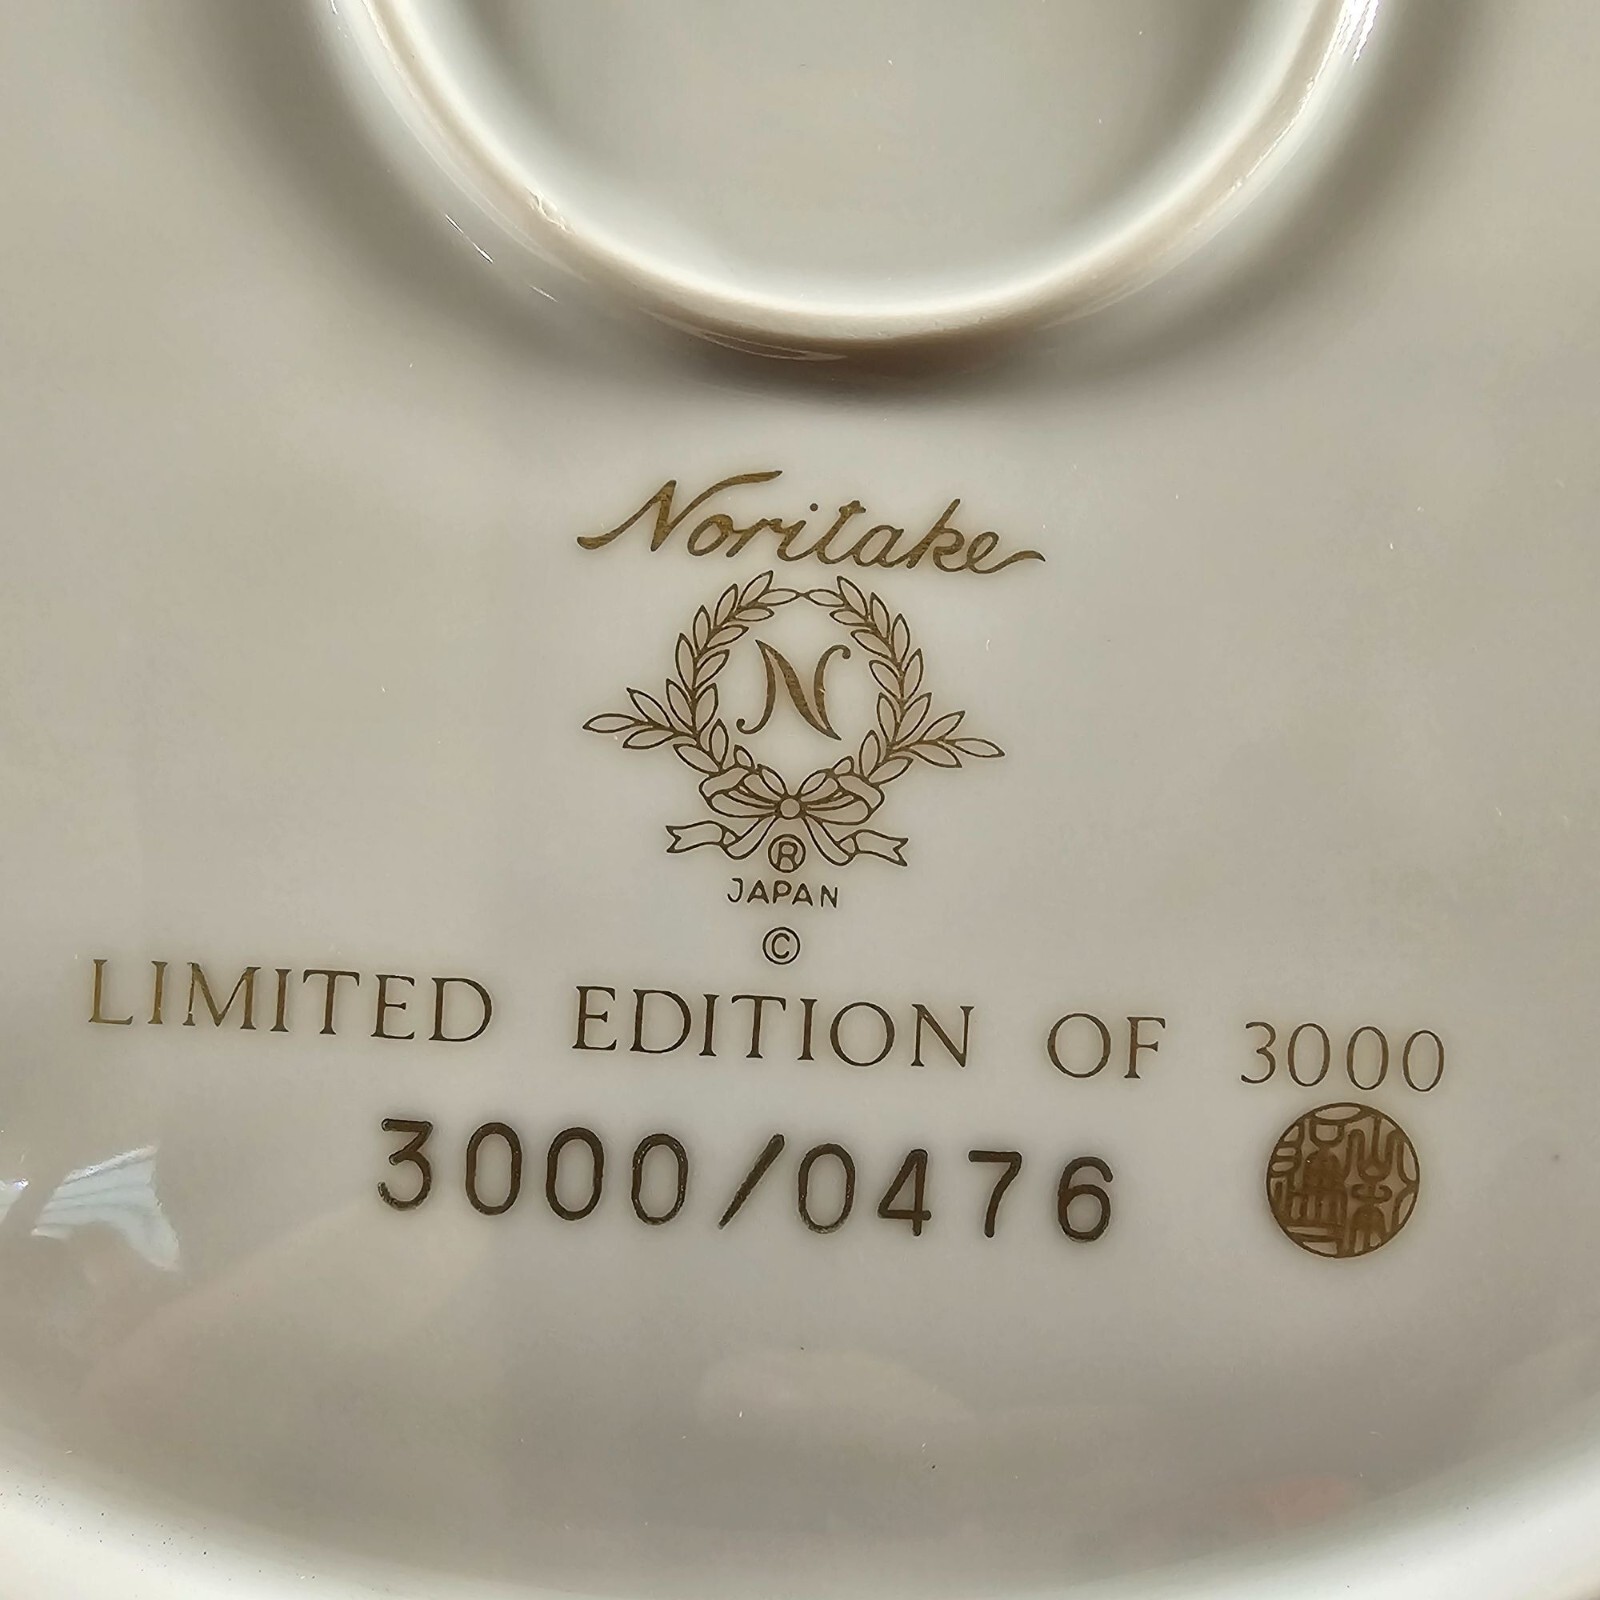 Noritake
N
®
JAPAN
©
LIMITED EDITION OF 3000
3000/0476